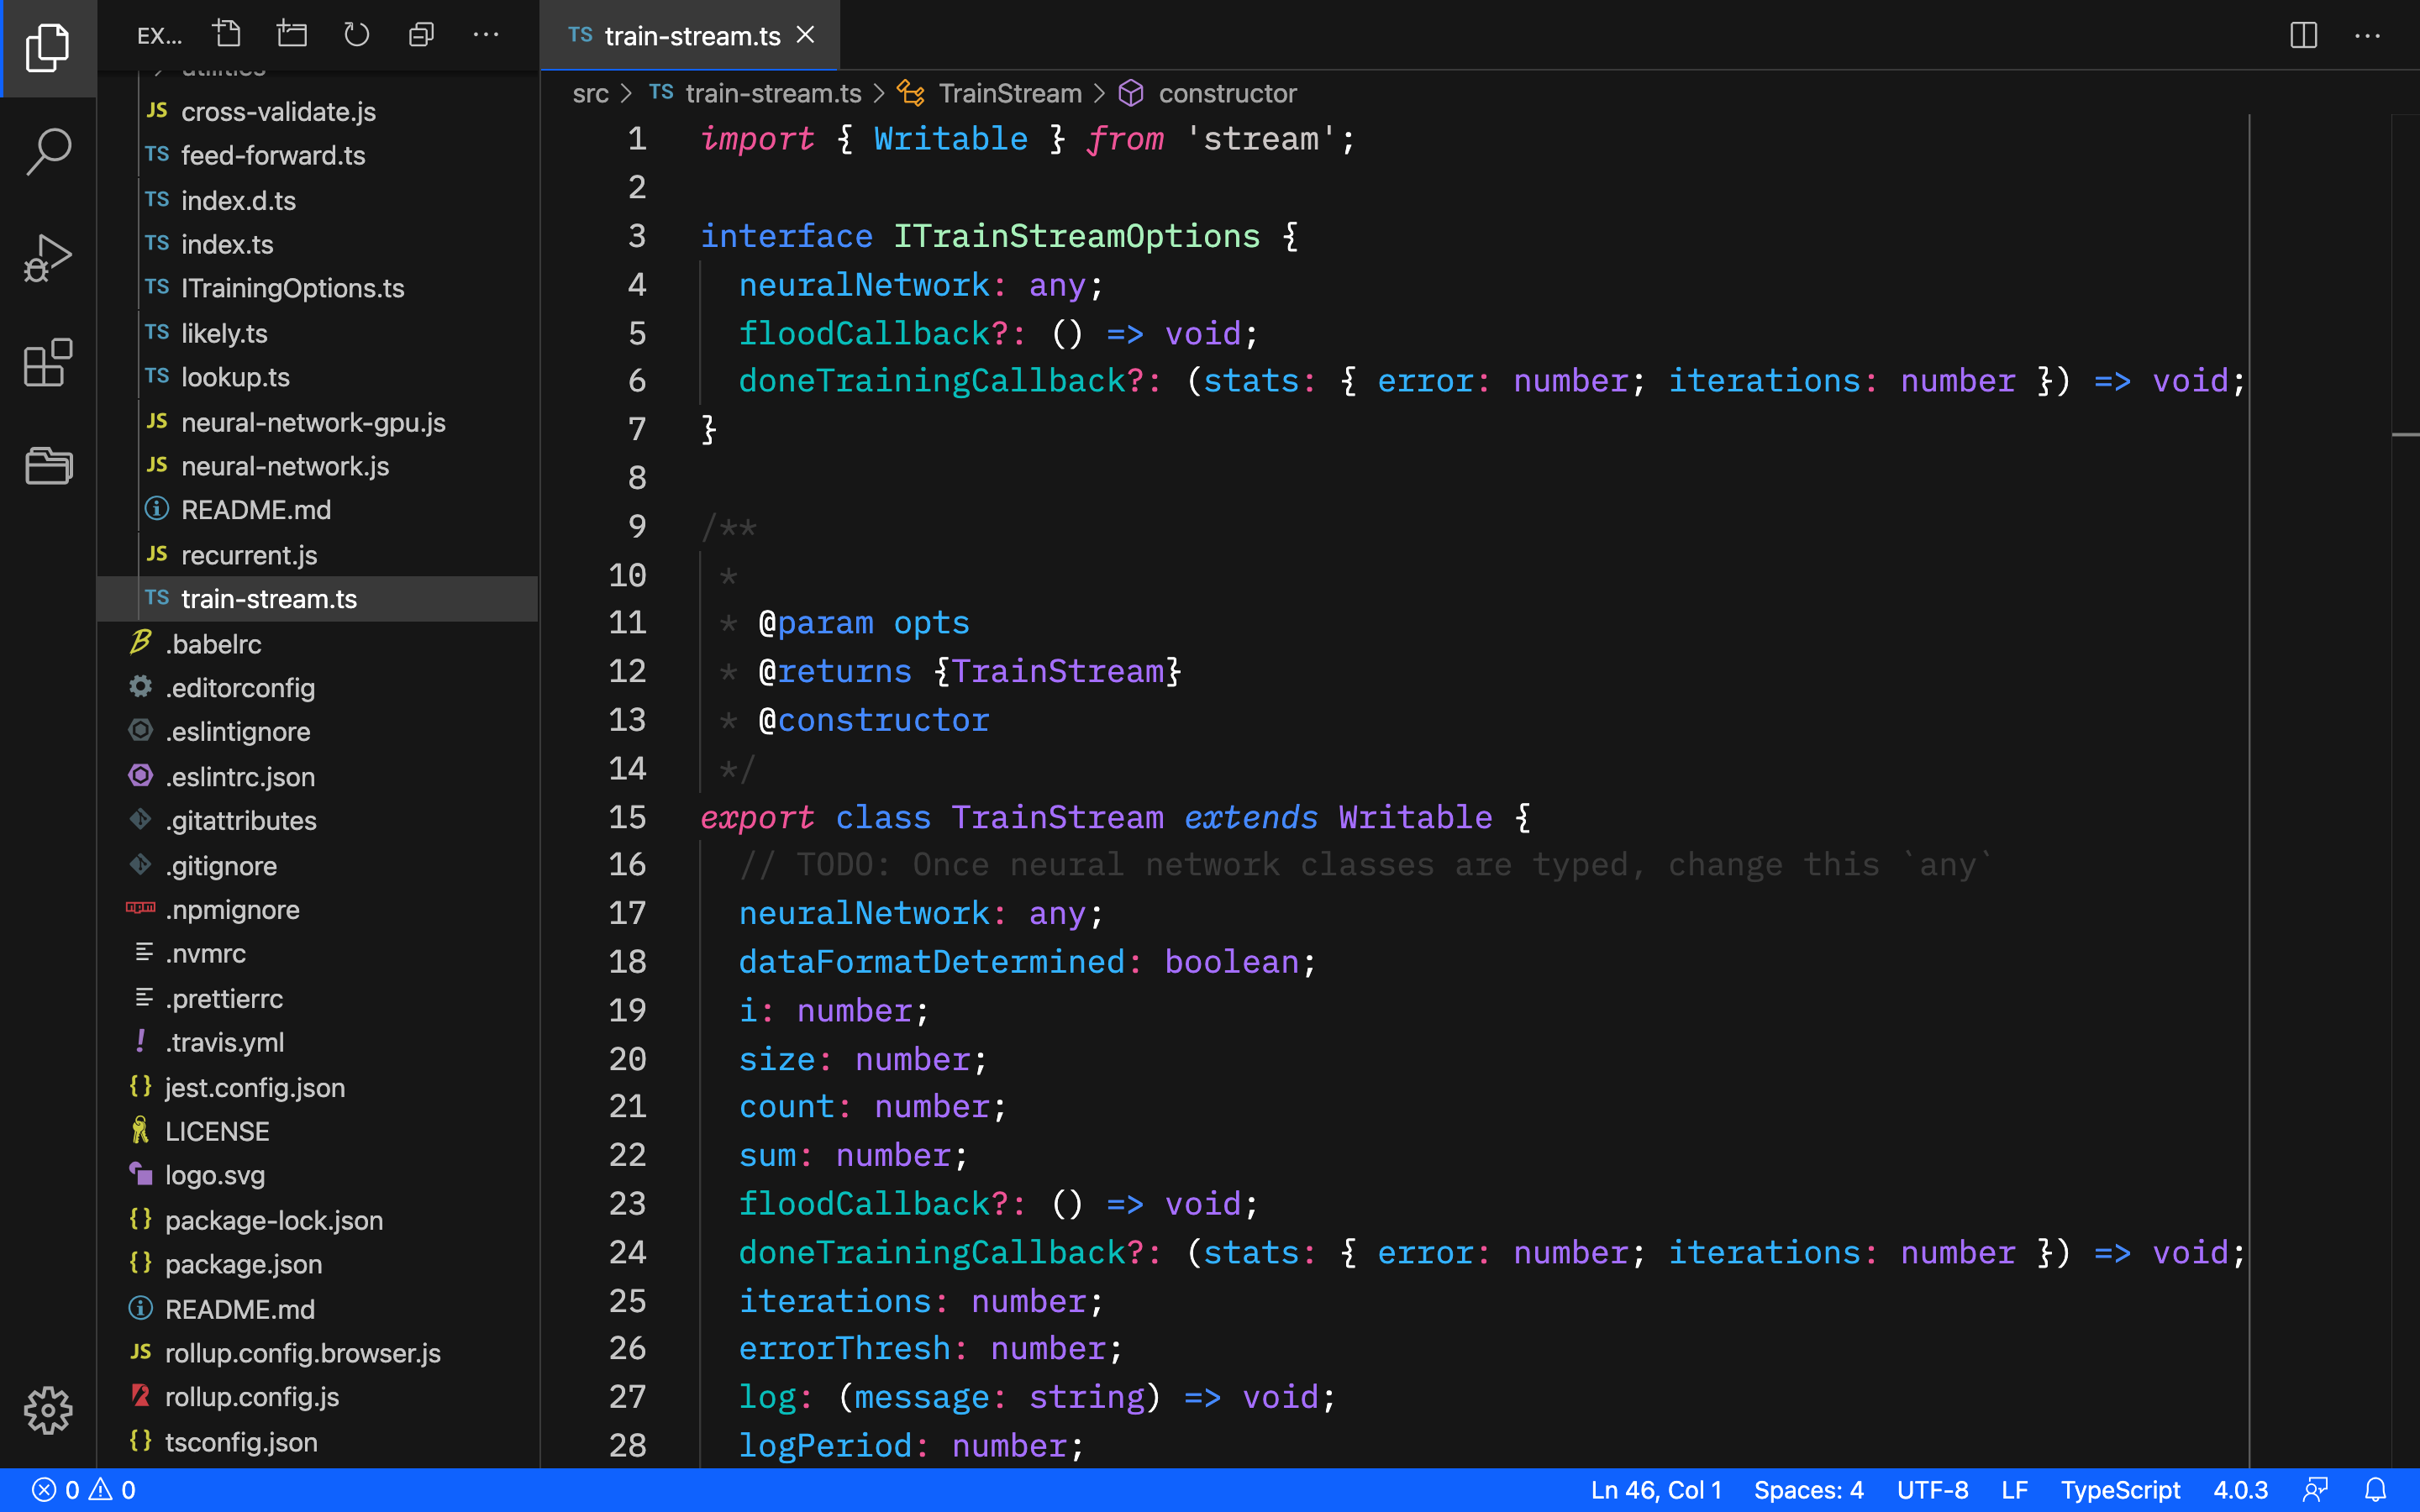 EX...
utilities
JS cross-validate.js
TS feed-forward.ts
TS index.d.ts
TS index.ts
TS ITrainingOptions.ts
TS likely.ts
TS lookup.ts
JS neural-network-gpu.js
JS neural-network.js
README.md
JS recurrent.js
TS train-stream.ts
.babelrc
.editorconfig
.eslintignore
.eslintrc.json
.gitattributes
.gitignore
.npmignore
.nvmrc
.prettierrc
! .travis.yml
{} jest.config.json
LICENSE
logo.svg
{} package-lock.json
{} package.json
README.md
JS rollup.config.browser.js
rollup.config.js
{} tsconfig.json
TS train-stream.ts
src > TS train-stream.ts > TrainStream > constructor
1 import { Writable } from 'stream';
2
3 interface ITrainStreamOptions {
4 neuralNetwork: any;
5 floodCallback?: () => void;
6 doneTrainingCallback?: (stats: { error: number; iterations: number }) => void;
7 }
8
9 /**
10 *
11 * @param opts
12 * @returns {TrainStream}
13 * @constructor
14 */
15 export class TrainStream extends Writable {
16 // TODO: Once neural network classes are typed, change this `any`
17 neuralNetwork: any;
18 dataFormatDetermined: boolean;
19 i: number;
20 size: number;
21 count: number;
22 sum: number;
23 floodCallback?: () => void;
24 doneTrainingCallback?: (stats: { error: number; iterations: number }) => void;
25 iterations: number;
26 errorThresh: number;
27 log: (message: string) => void;
28 logPeriod: number;
0 0 Ln 46, Col 1 Spaces: 4 UTF-8 LF TypeScript 4.0.3